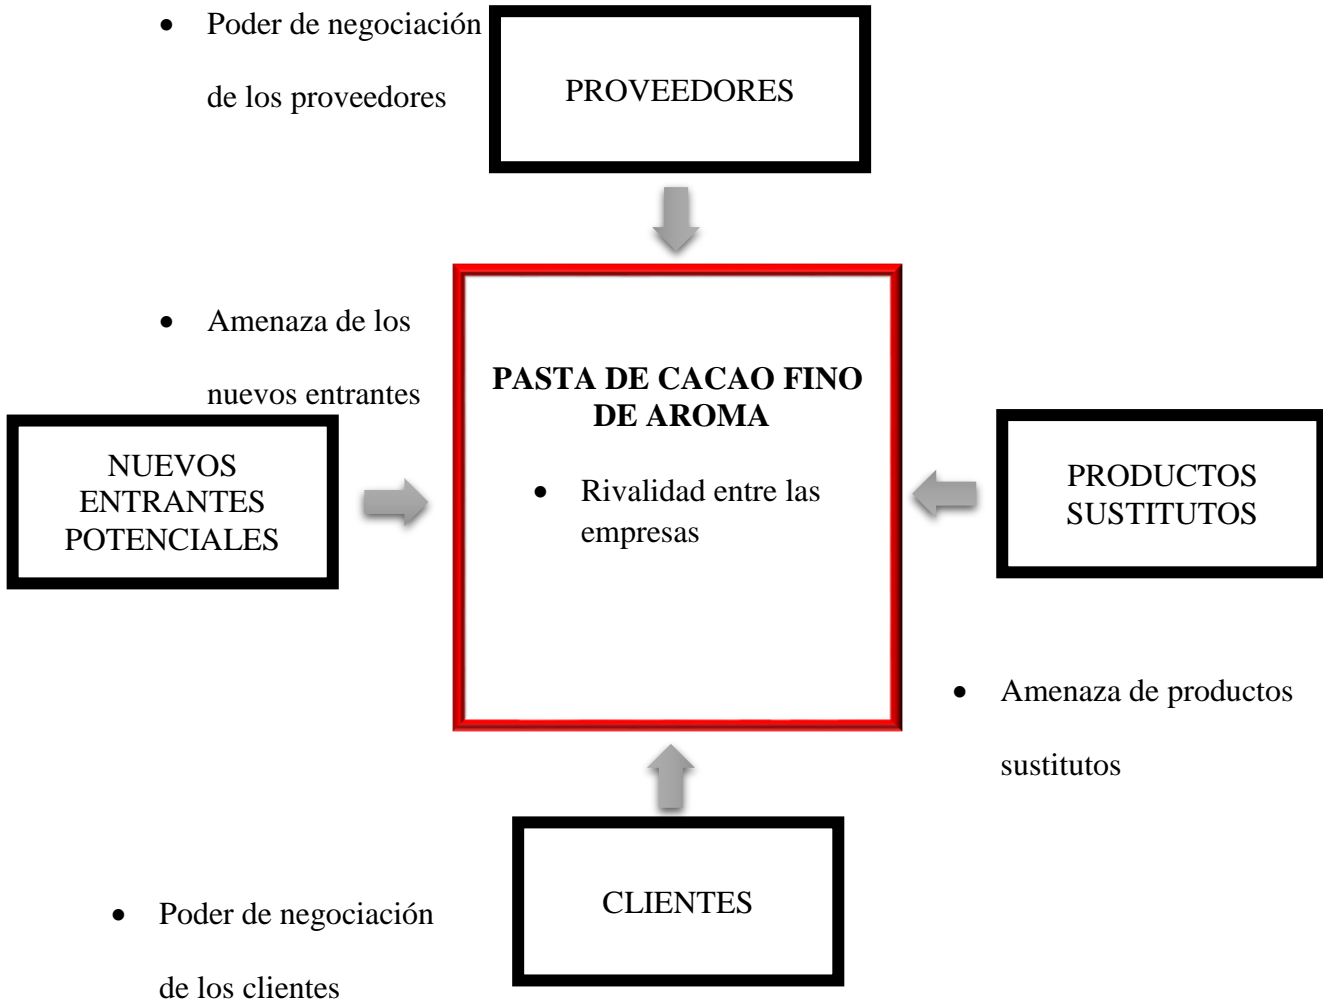 • Poder de negociación
de los proveedores
PROVEEDORES
• Amenaza de los
nuevos entrantes
NUEVOS
ENTRANTES
POTENCIALES
PASTA DE CACAO FINO
DE AROMA
• Rivalidad entre las
empresas
PRODUCTOS
SUSTITUTOS
• Amenaza de productos
sustitutos
CLIENTES
• Poder de negociación
de los clientes